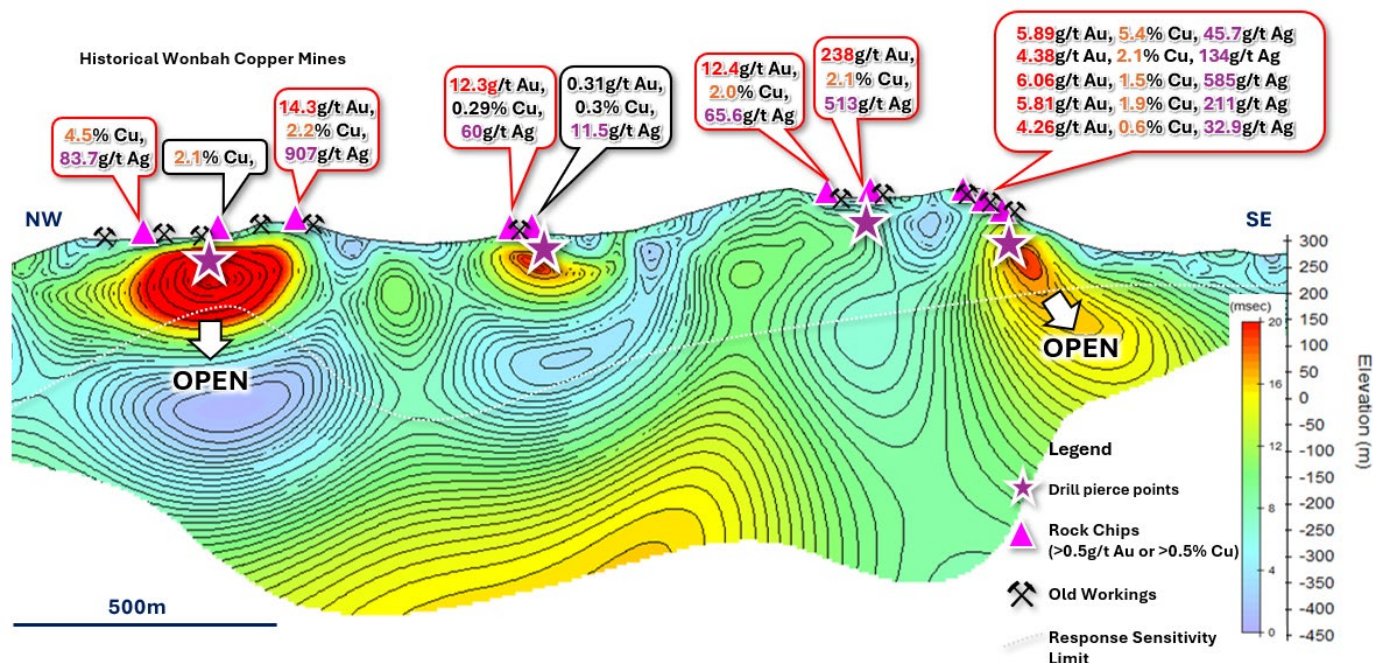 Historical Wonbah Copper Mines
4.5% Cu,
83.7g/t Ag
2.1% Cu,
14.3g/t Au,
2.2% Cu,
907g/t Ag
12.3g/t Au,
0.29% Cu,
60g/t Ag
0.31g/t Au,
0.3% Cu,
11.5g/t Ag
12.4g/t Au,
2.0% Cu,
65.6g/t Ag
238g/t Au,
2.1% Cu,
513g/t Ag
5.89g/t Au, 5.4% Cu, 45.7g/t Ag
4.38g/t Au, 2.1% Cu, 134g/t Ag
6.06g/t Au, 1.5% Cu, 585g/t Ag
5.81g/t Au, 1.9% Cu, 211g/t Ag
4.26g/t Au, 0.6% Cu, 32.9g/t Ag
NW
SE
OPEN
OPEN
300
250
200
150
100
50
0
-50
-100
-150
-200
-250
-300
-350
-400
-450
Elevation (m)
(msec)
20
16
12
8
4
0
Legend
Drill pierce points
Rock Chips
(>0.5g/t Au or >0.5% Cu)
Old Workings
Response Sensitivity
Limit
500m